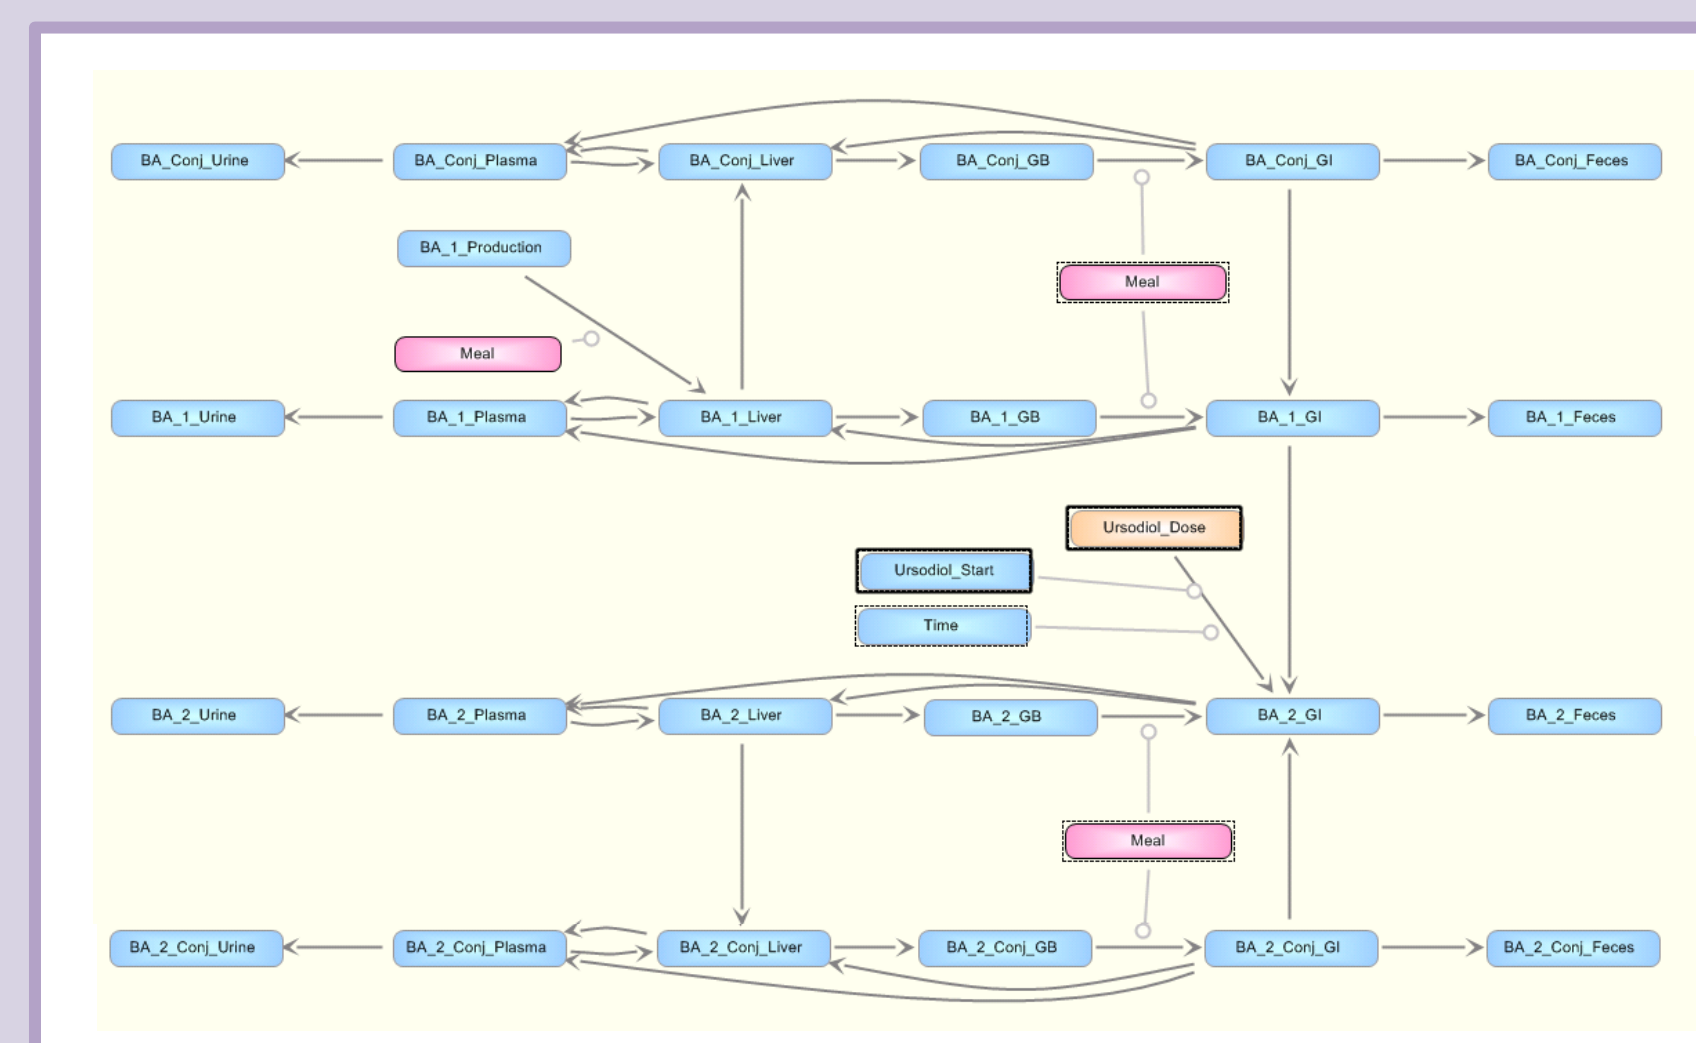 BA_Conj_Urine
BA_Conj_Plasma
BA_Conj_Liver
BA_Conj_GB
BA_Conj_GI
BA_Conj_Feces
BA_1_Production
Meal
Meal
BA_1_Urine
BA_1_Plasma
BA_1_Liver
BA_1_GB
BA_1_GI
BA_1_Feces
Ursodiol_Dose
Ursodiol_Start
Time
BA_2_Urine
BA_2_Plasma
BA_2_Liver
BA_2_GB
BA_2_GI
BA_2_Feces
Meal
BA_2_Conj_Urine
BA_2_Conj_Plasma
BA_2_Conj_Liver
BA_2_Conj_GB
BA_2_Conj_GI
BA_2_Conj_Feces